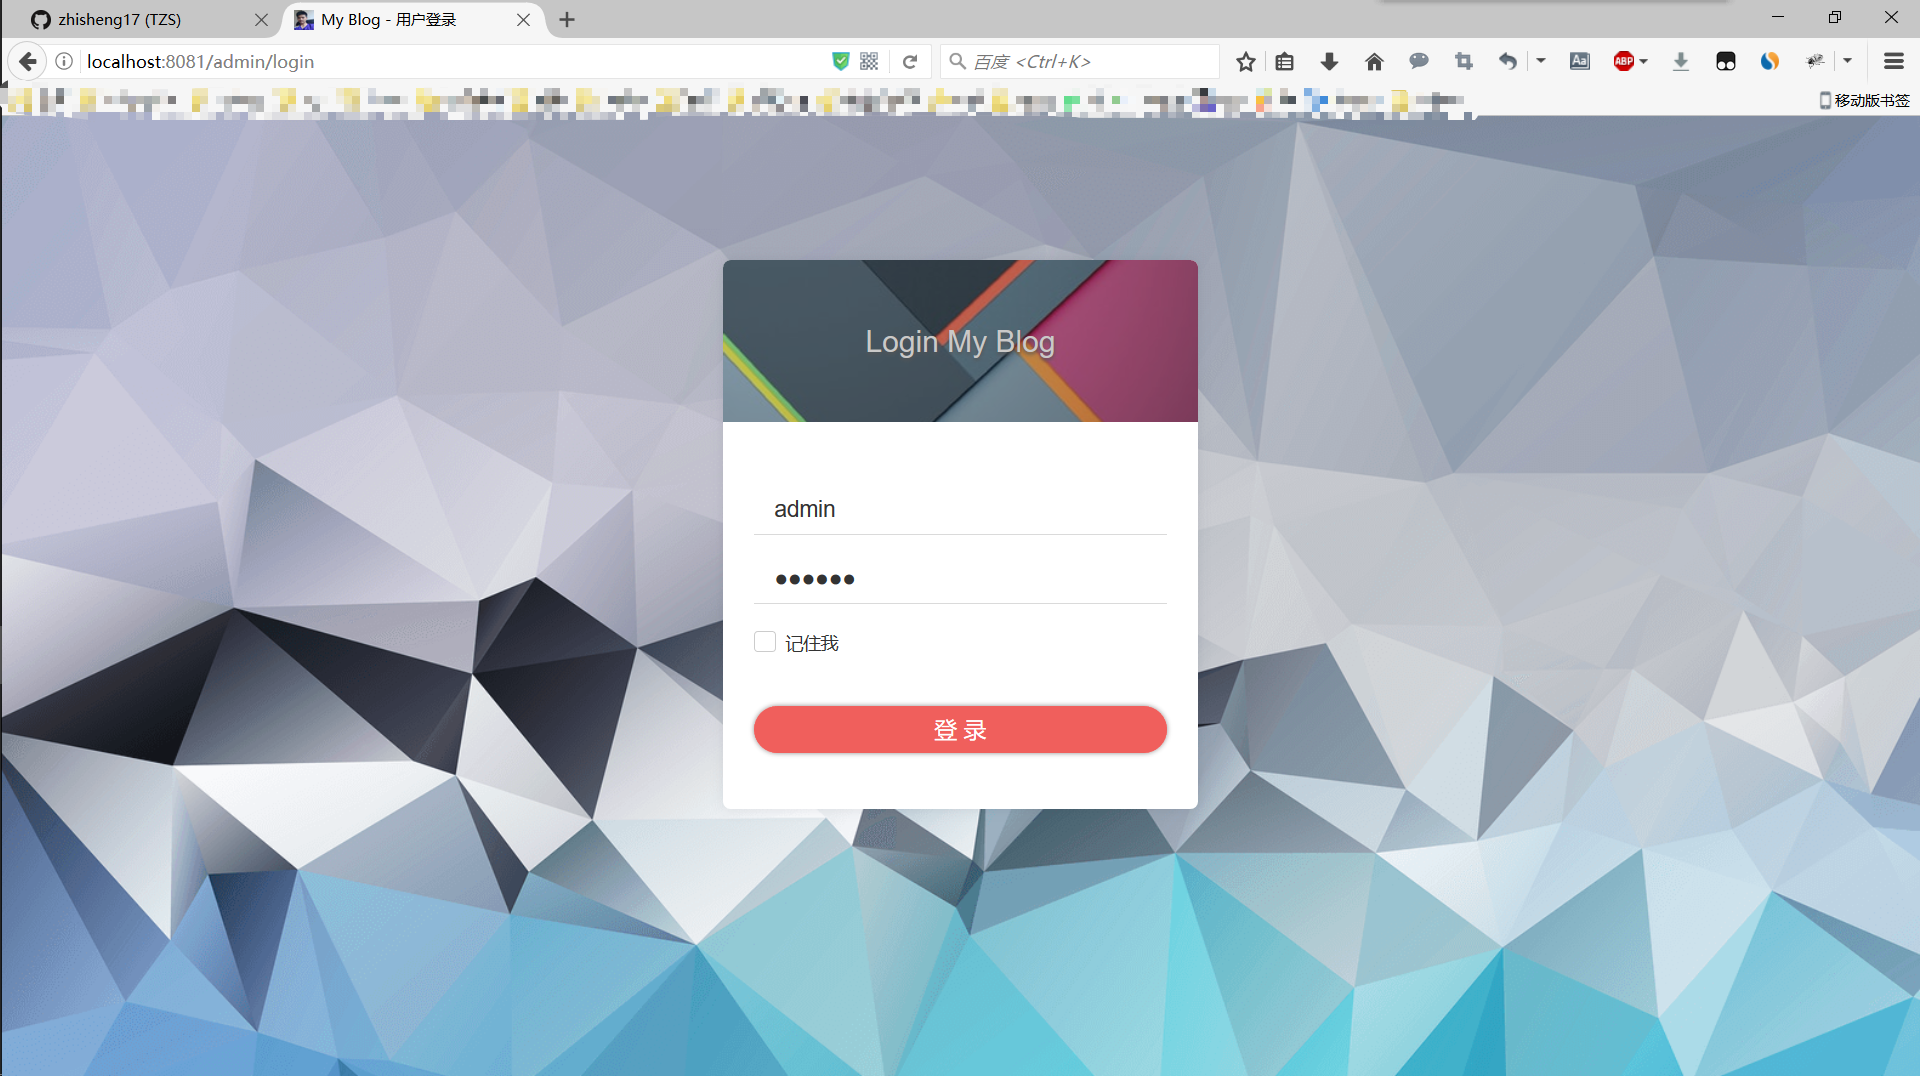 zhisheng17 (TZS)
My Blog - 用户登录
localhost:8081/admin/login
百度 <Ctrl+K>
Aa
ABP
移动版书签
Login My Blog
admin
记住我
登 录